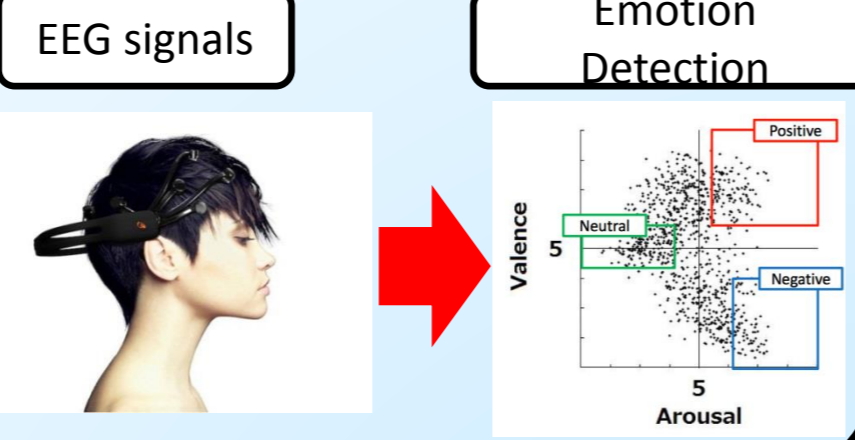 EEG signals
Emotion
Detection
Positive
Neutral
Valence
5
Negative
5
Arousal